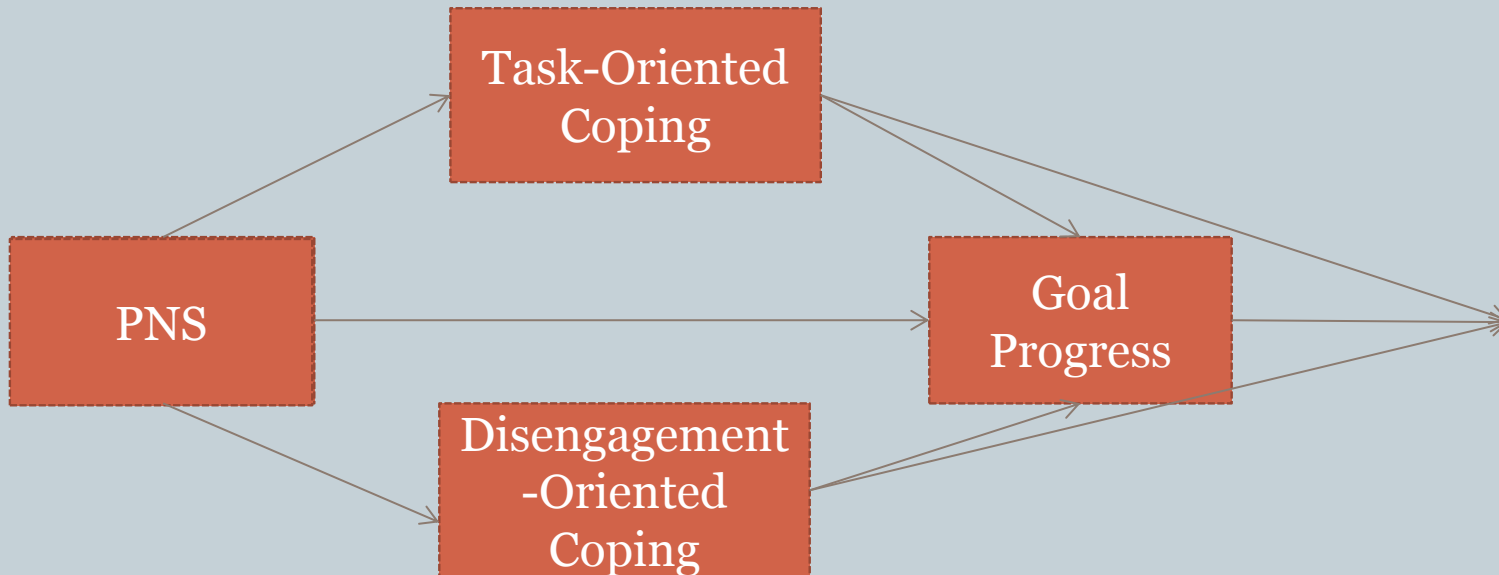 Task-Oriented
Coping
PNS
Goal
Progress
Disengagement
-Oriented
Coping